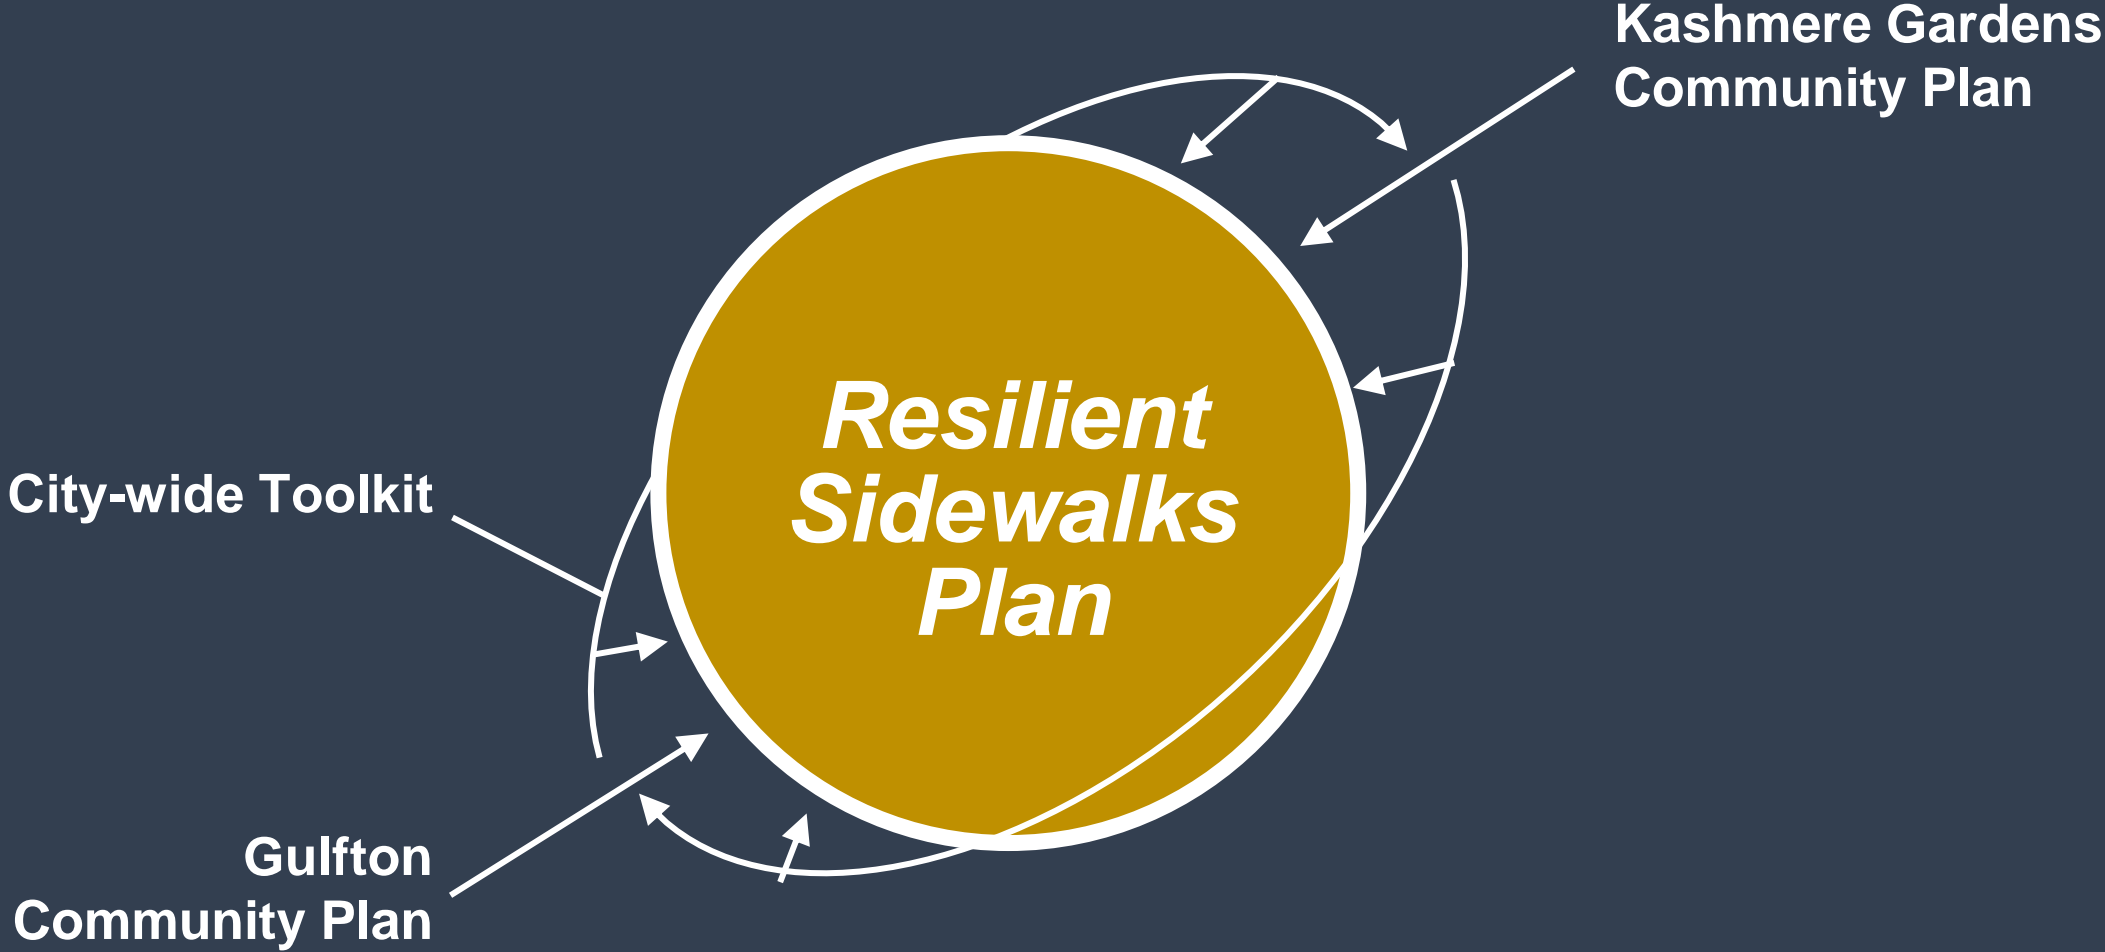 Kashmere Gardens
Community Plan
Resilient
Sidewalks
Plan
City-wide Toolkit
Gulfton
Community Plan